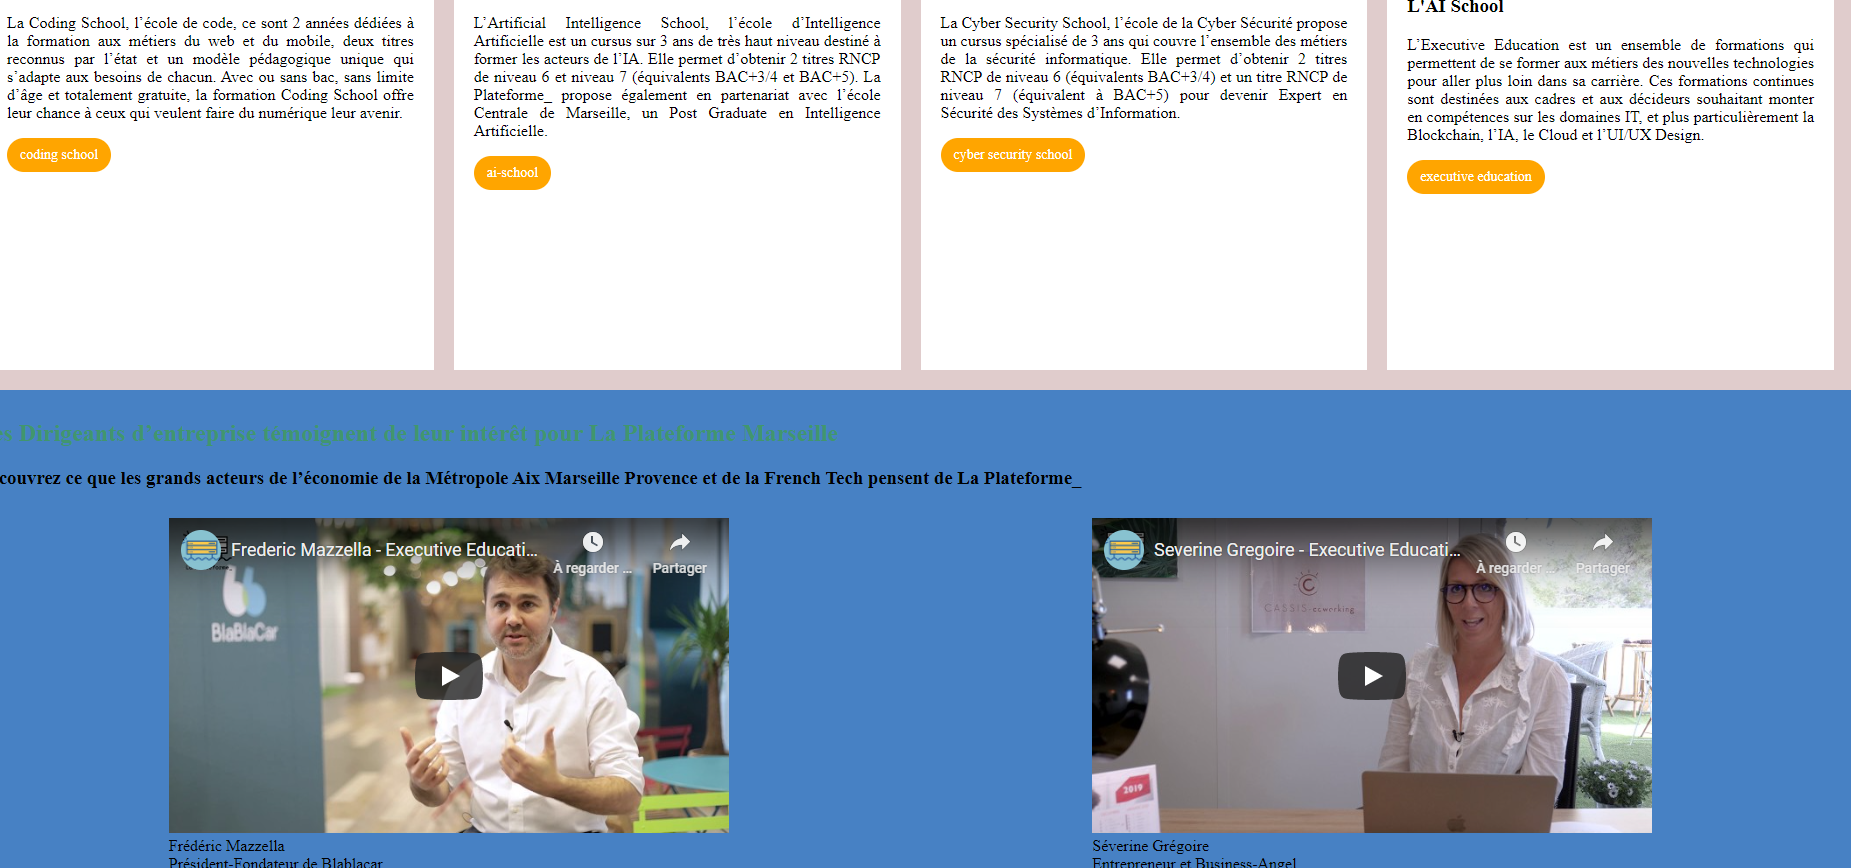 La Coding School, l’école de code, ce sont 2 années dédiées à
la formation aux métiers du web et du mobile, deux titres
reconnus par l’état et un modèle pédagogique unique qui
s’adapte aux besoins de chacun. Avec ou sans bac, sans limite
d’âge et totalement gratuite, la formation Coding School offre
leur chance à ceux qui veulent faire du numérique leur avenir.
coding school
L’Artificial Intelligence School, l’école d’Intelligence
Artificielle est un cursus sur 3 ans de très haut niveau destiné à
former les acteurs de l’IA. Elle permet d’obtenir 2 titres RNCP
de niveau 6 et niveau 7 (équivalents BAC+3/4 et BAC+5). La
Plateforme_ propose également en partenariat avec l’école
Centrale de Marseille, un Post Graduate en Intelligence
Artificielle.
ai-school
La Cyber Security School, l’école de la Cyber Sécurité propose
un cursus spécialisé de 3 ans qui couvre l’ensemble des métiers
de la sécurité informatique. Elle permet d’obtenir 2 titres
RNCP de niveau 6 (équivalents BAC+3/4) et un titre RNCP de
niveau 7 (équivalent à BAC+5) pour devenir Expert en
Sécurité des Systèmes d’Information.
cyber security school
L'AI School
L’Executive Education est un ensemble de formations qui
permettent de se former aux métiers des nouvelles technologies
pour aller plus loin dans sa carrière. Ces formations continues
sont destinées aux cadres et aux décideurs souhaitant monter
en compétences sur les domaines IT, et plus particulièrement la
Blockchain, l’IA, le Cloud et l’UI/UX Design.
executive education
s Dirigeants d’entreprise témoignent de leur intérêt pour La Plateforme Marseille
couvrez ce que les grands acteurs de l’économie de la Métropole Aix Marseille Provence et de la French Tech pensent de La Plateforme_
Frederic Mazzella - Executive Educati...
À regarder ...
Partager
BlaBlaCar
Frédéric Mazzella
Président-Fondateur de Blablacar
Severine Gregoire - Executive Educati...
À regarder ...
Partager
CASSIS coworking
2019
Séverine Grégoire
Entrepreneur et Business-Angel